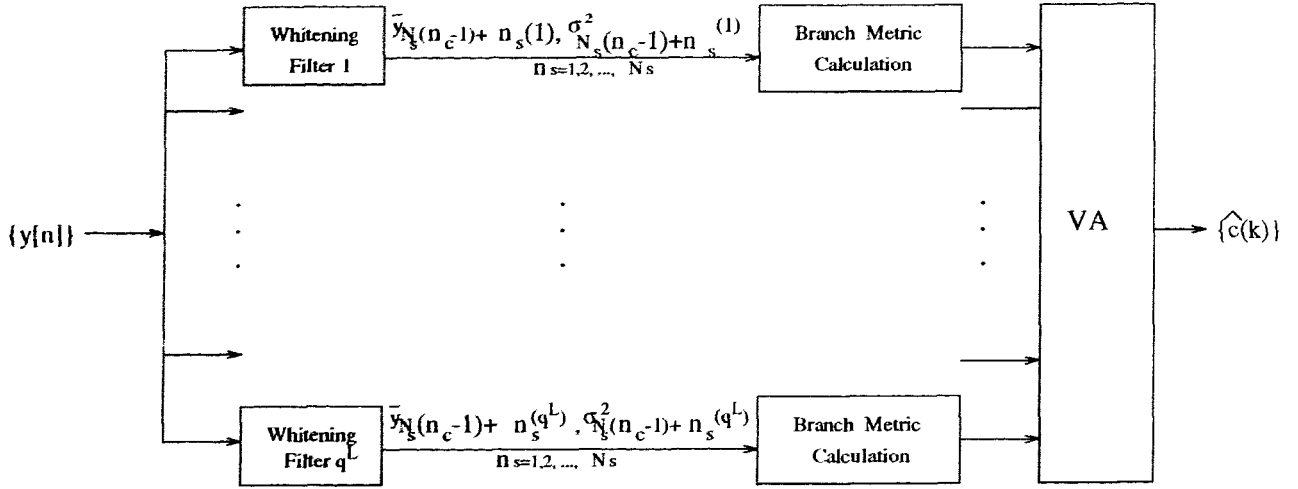 Whitening
Filter 1
ȳ_{N_s(n_c-1)+ n_s}(1), σ²_{N_s(n_c-1)+n_s}^{(1)}
n_s=1,2, ..., N_s
Branch Metric
Calculation
{y[n]}
VA
{ĉ(k)}
Whitening
Filter q^L
ȳ_{N_s(n_c-1)+ n_s}^{(q^L)}, σ²_{N_s(n_c-1)+ n_s}^{(q^L)}
n_s=1,2, ..., N_s
Branch Metric
Calculation